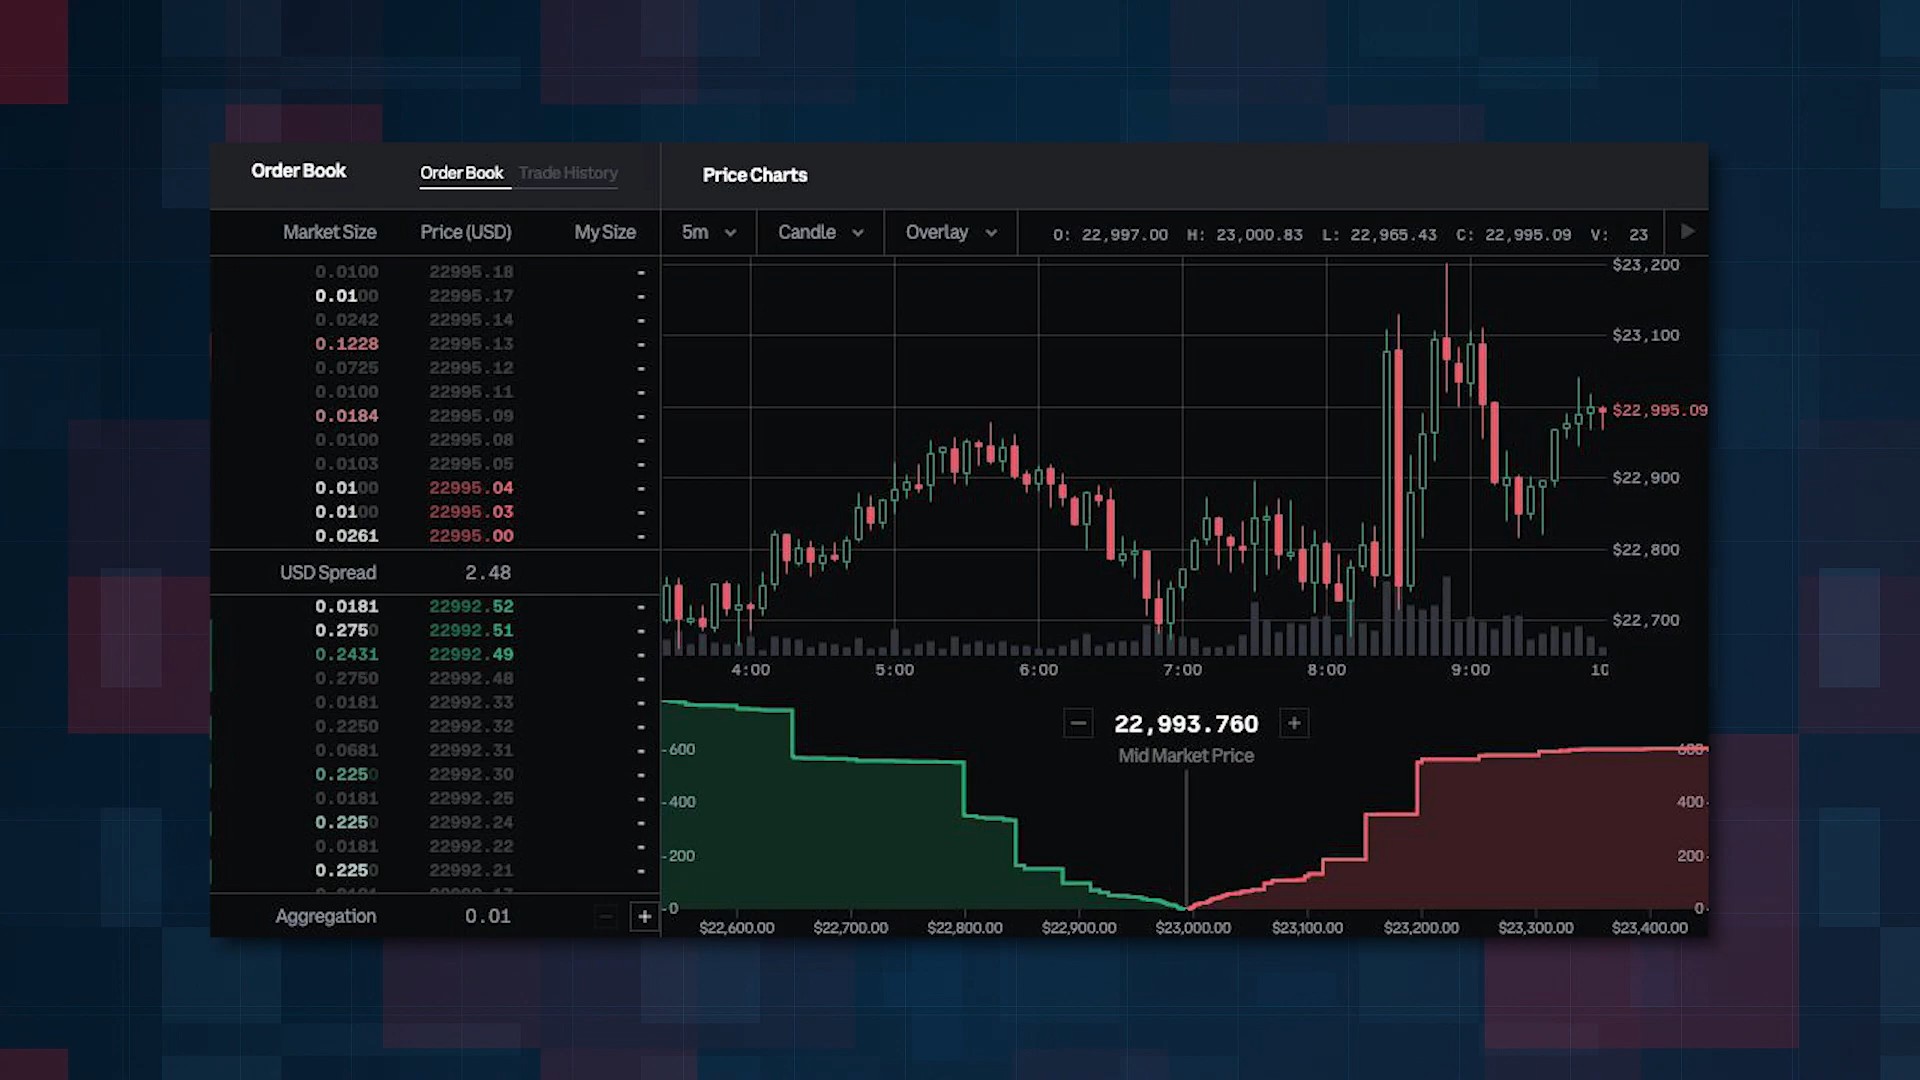 Order Book Order Book Trade History
Market Size Price (USD) My Size
0.0100 22995.18 -
0.0100 22995.17 -
0.0242 22995.14 -
0.1228 22995.13 -
0.0725 22995.12 -
0.0100 22995.11 -
0.0184 22995.09 -
0.0100 22995.08 -
0.0103 22995.05 -
0.0100 22995.04 -
0.0100 22995.03 -
0.0261 22995.00 -
USD Spread 2.48
0.0181 22992.52 -
0.2750 22992.51 -
0.2431 22992.49 -
0.2750 22992.48 -
0.0181 22992.33 -
0.2250 22992.32 -
0.0681 22992.31 -
0.2250 22992.30 -
0.0181 22992.25 -
0.2250 22992.24 -
0.0181 22992.22 -
0.2250 22992.21 -
Aggregation 0.01 - +
Price Charts
5m Candle Overlay O: 22,997.00 H: 23,000.83 L: 22,965.43 C: 22,995.09 V: 23
$23,200
$23,100
$22,995.09
$22,900
$22,800
$22,700
4:00 5:00 6:00 7:00 8:00 9:00 10
- 22,993.760 +
Mid Market Price
600 600
400 400
200 200
0 0
$22,600.00 $22,700.00 $22,800.00 $22,900.00 $23,000.00 $23,100.00 $23,200.00 $23,300.00 $23,400.00